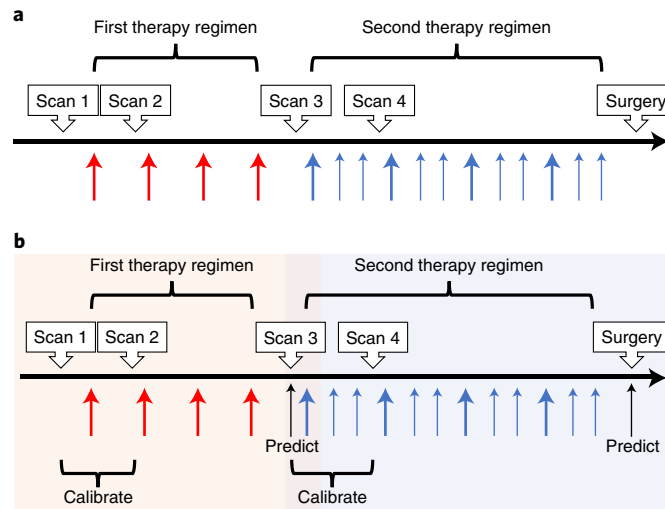 a
First therapy regimen
Second therapy regimen
Scan 1
Scan 2
Scan 3
Scan 4
Surgery
b
First therapy regimen
Second therapy regimen
Scan 1
Scan 2
Scan 3
Scan 4
Surgery
Predict
Predict
Calibrate
Calibrate